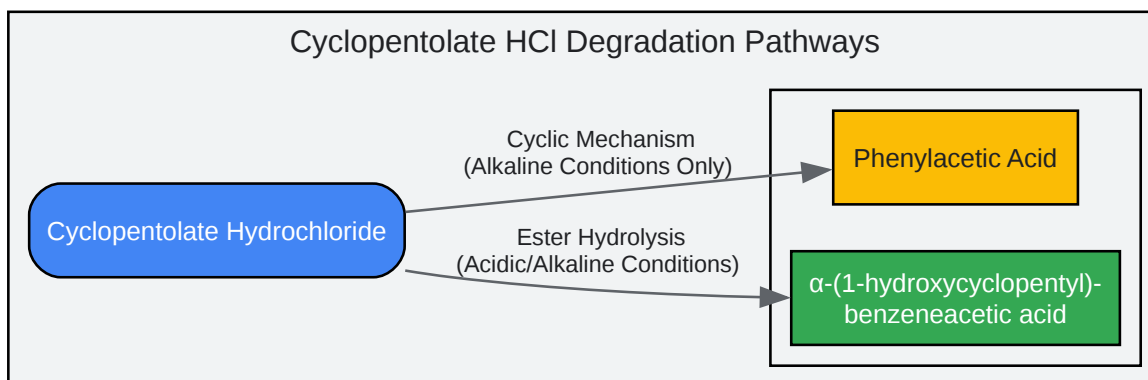 Cyclopentolate HCl Degradation Pathways
Cyclic Mechanism
(Alkaline Conditions Only)
Phenylacetic Acid
Cyclopentolate Hydrochloride
Ester Hydrolysis
(Acidic/Alkaline Conditions)
α-(1-hydroxycyclopentyl)-
benzeneacetic acid